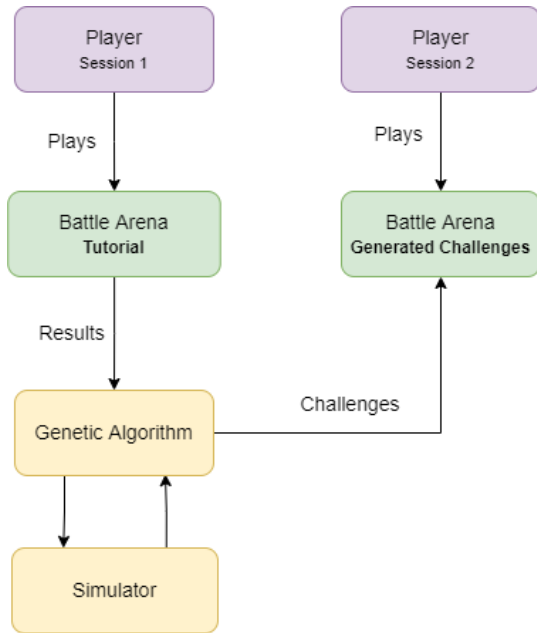 Player
Session 1
Player
Session 2
Plays
Plays
Battle Arena
Tutorial
Battle Arena
Generated Challenges
Results
Challenges
Genetic Algorithm
Simulator